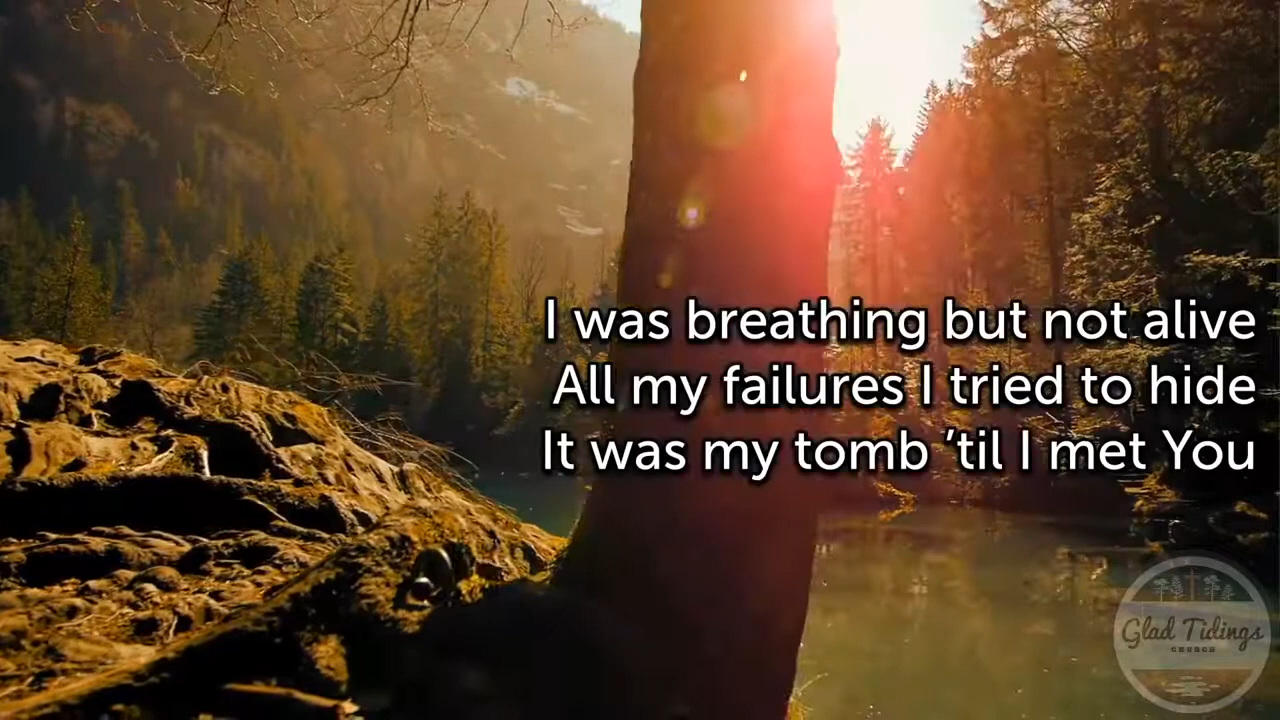 I was breathing but not alive
All my failures I tried to hide
It was my tomb ’til I met You
Glad Tidings
CHURCH